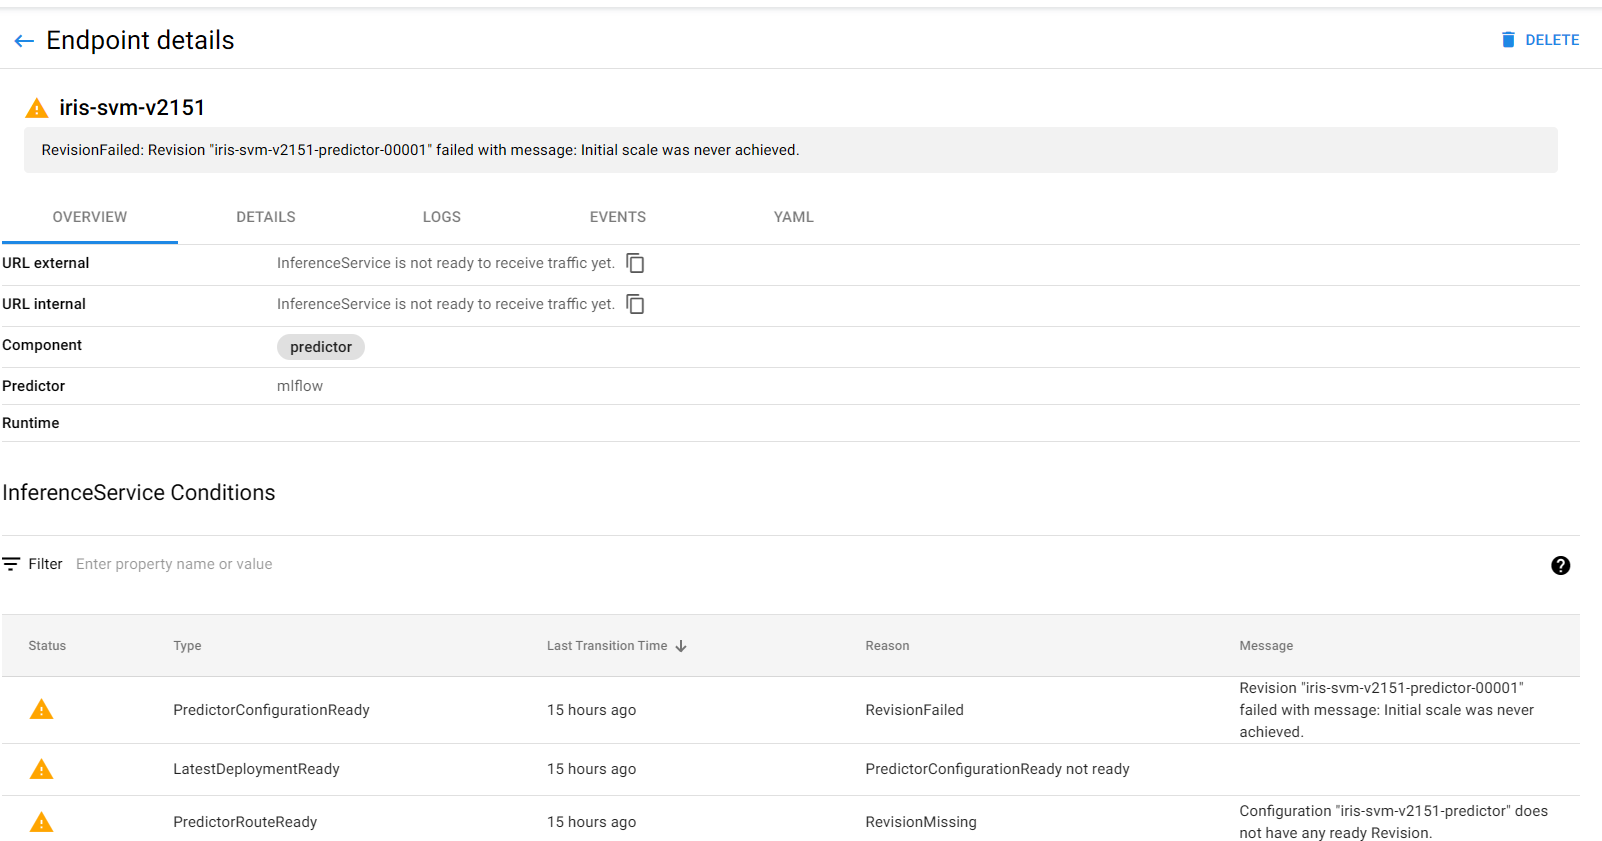 Endpoint details
DELETE
iris-svm-v2151
RevisionFailed: Revision "iris-svm-v2151-predictor-00001" failed with message: Initial scale was never achieved.
OVERVIEW DETAILS LOGS EVENTS YAML
URL external InferenceService is not ready to receive traffic yet.
URL internal InferenceService is not ready to receive traffic yet.
Component predictor
Predictor mlflow
Runtime
InferenceService Conditions
Filter Enter property name or value
Status Type Last Transition Time Reason Message
PredictorConfigurationReady 15 hours ago RevisionFailed Revision "iris-svm-v2151-predictor-00001"
failed with message: Initial scale was never
achieved.
LatestDeploymentReady 15 hours ago PredictorConfigurationReady not ready
PredictorRouteReady 15 hours ago RevisionMissing Configuration "iris-svm-v2151-predictor" does
not have any ready Revision.